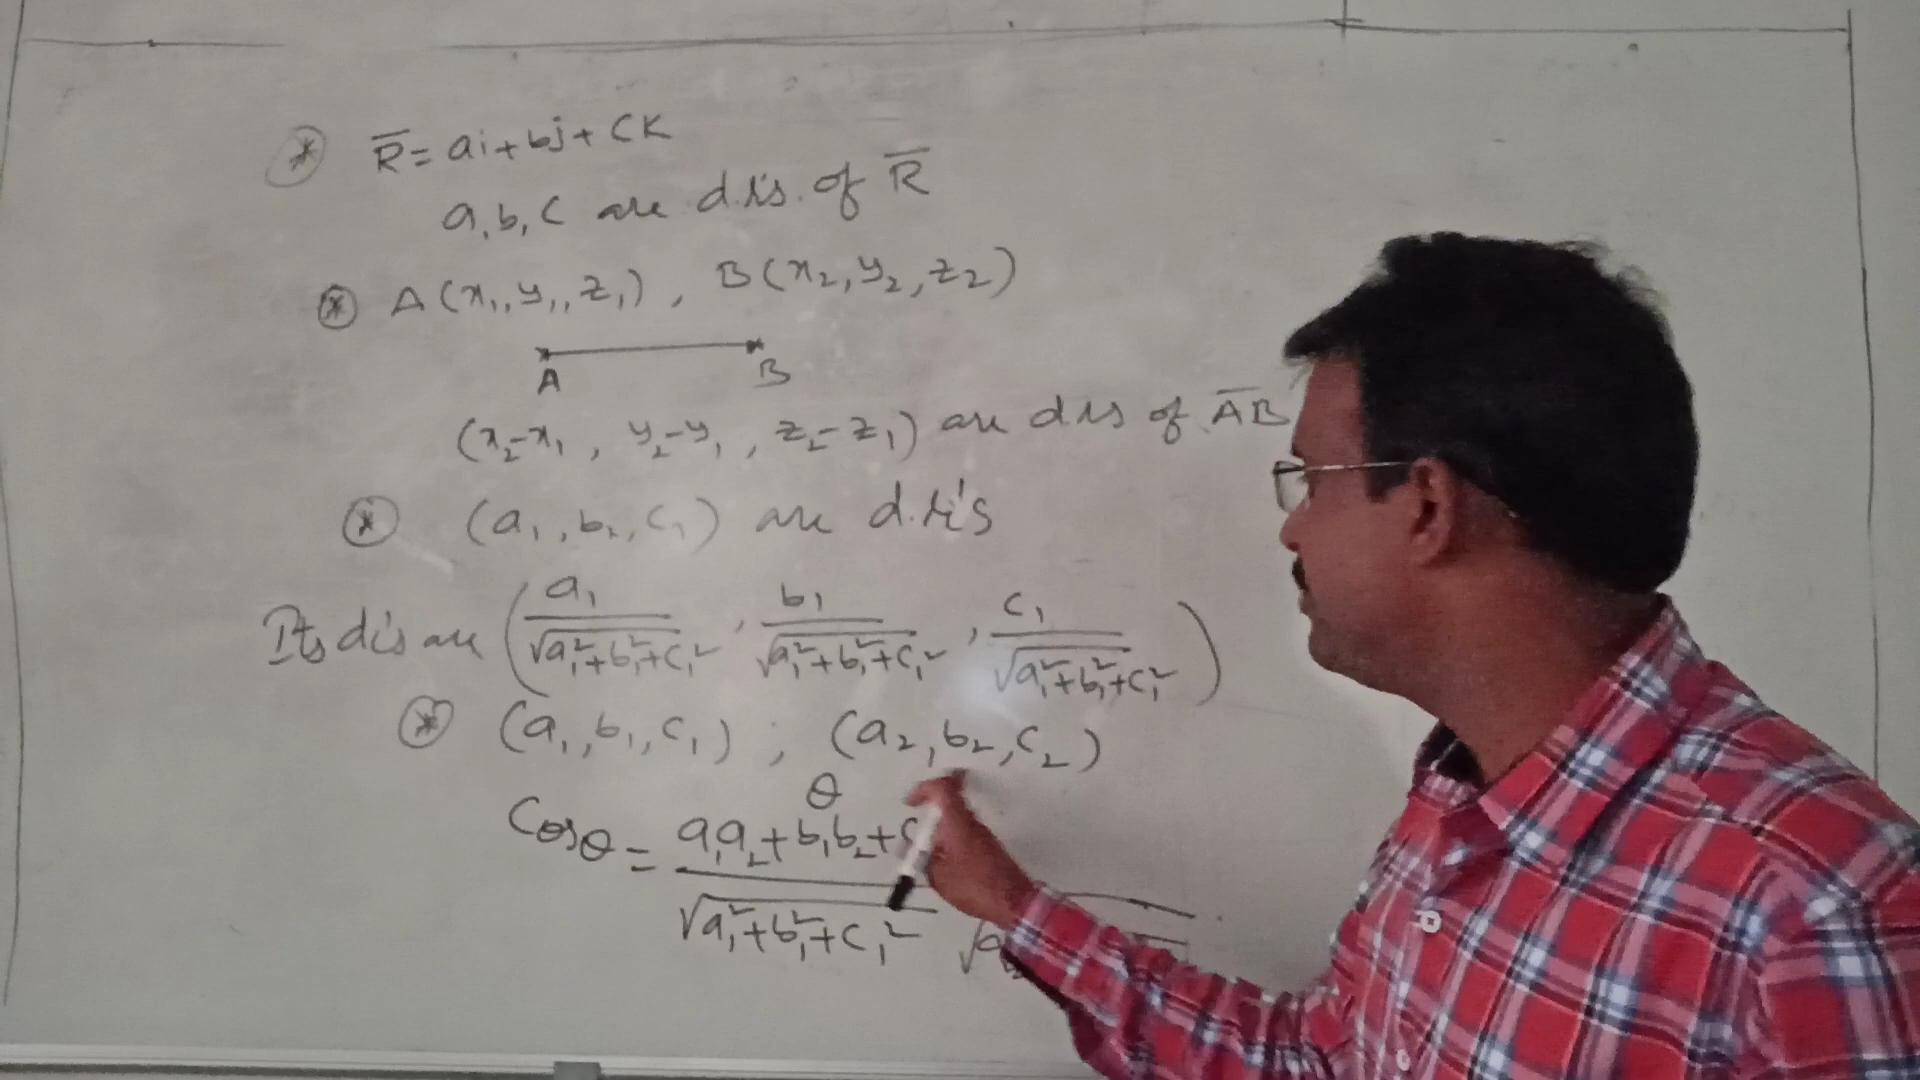 ⊛ R̅ = ai + bj + CK
a, b, c are d.r's. of R̅
⊛ A (x₁, y₁, z₁) , B (x₂, y₂, z₂)
A B
(x₂-x₁ , y₂-y₁ , z₂-z₁) are d.r's of A̅B̅
⊛ (a₁, b₁, c₁) are d.r's
Its dc's are (a₁/√a₁²+b₁²+c₁² , b₁/√a₁²+b₁²+c₁² , c₁/√a₁²+b₁²+c₁²)
⊛ (a₁, b₁, c₁) ; (a₂, b₂, c₂)
θ
Cosθ = a₁a₂ + b₁b₂ + c / √a₁²+b₁²+c₁² √a